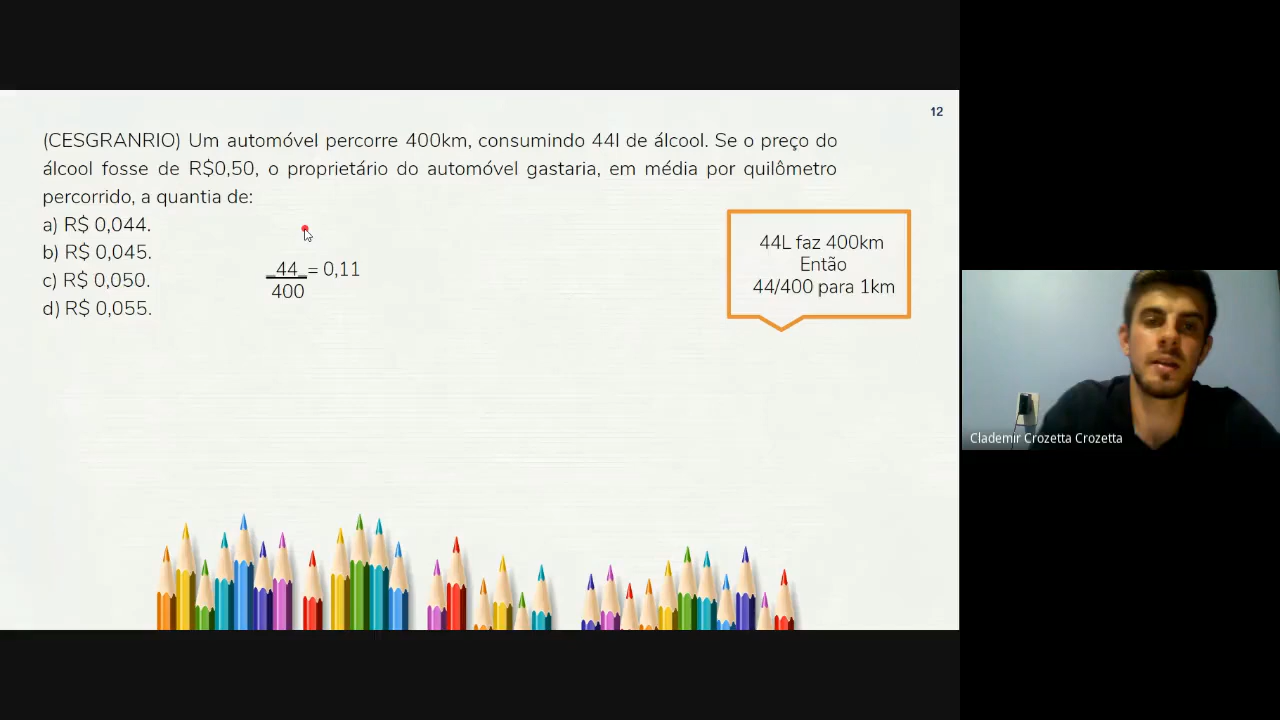 12
(CESGRANRIO) Um automóvel percorre 400km, consumindo 44l de álcool. Se o preço do
álcool fosse de R$0,50, o proprietário do automóvel gastaria, em média por quilômetro
percorrido, a quantia de:
a) R$ 0,044.
b) R$ 0,045.
c) R$ 0,050.
d) R$ 0,055.
_44_= 0,11
400
44L faz 400km
Então
44/400 para 1km
Clademir Crozetta Crozetta